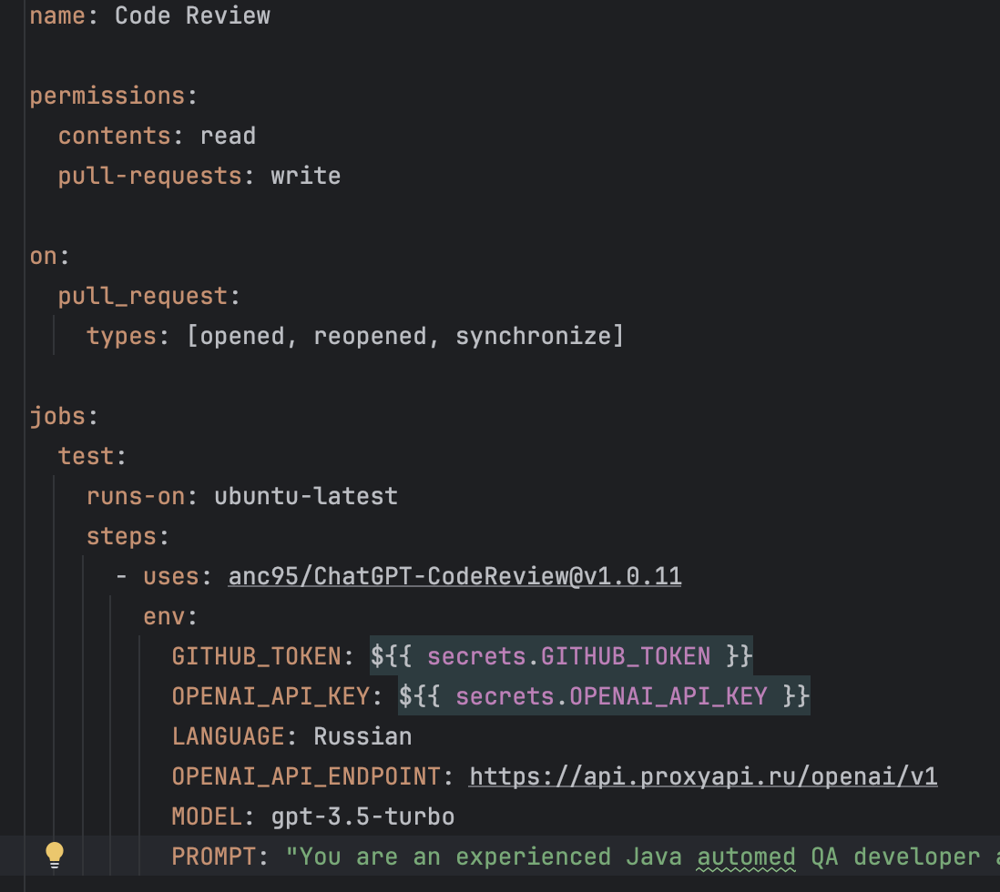 name: Code Review
permissions:
contents: read
pull-requests: write
on:
pull_request:
types: [opened, reopened, synchronize]
jobs:
test:
runs-on: ubuntu-latest
steps:
- uses: anc95/ChatGPT-CodeReview@v1.0.11
env:
GITHUB_TOKEN: ${{ secrets.GITHUB_TOKEN }}
OPENAI_API_KEY: ${{ secrets.OPENAI_API_KEY }}
LANGUAGE: Russian
OPENAI_API_ENDPOINT: https://api.proxyapi.ru/openai/v1
MODEL: gpt-3.5-turbo
PROMPT: "You are an experienced Java automed QA developer